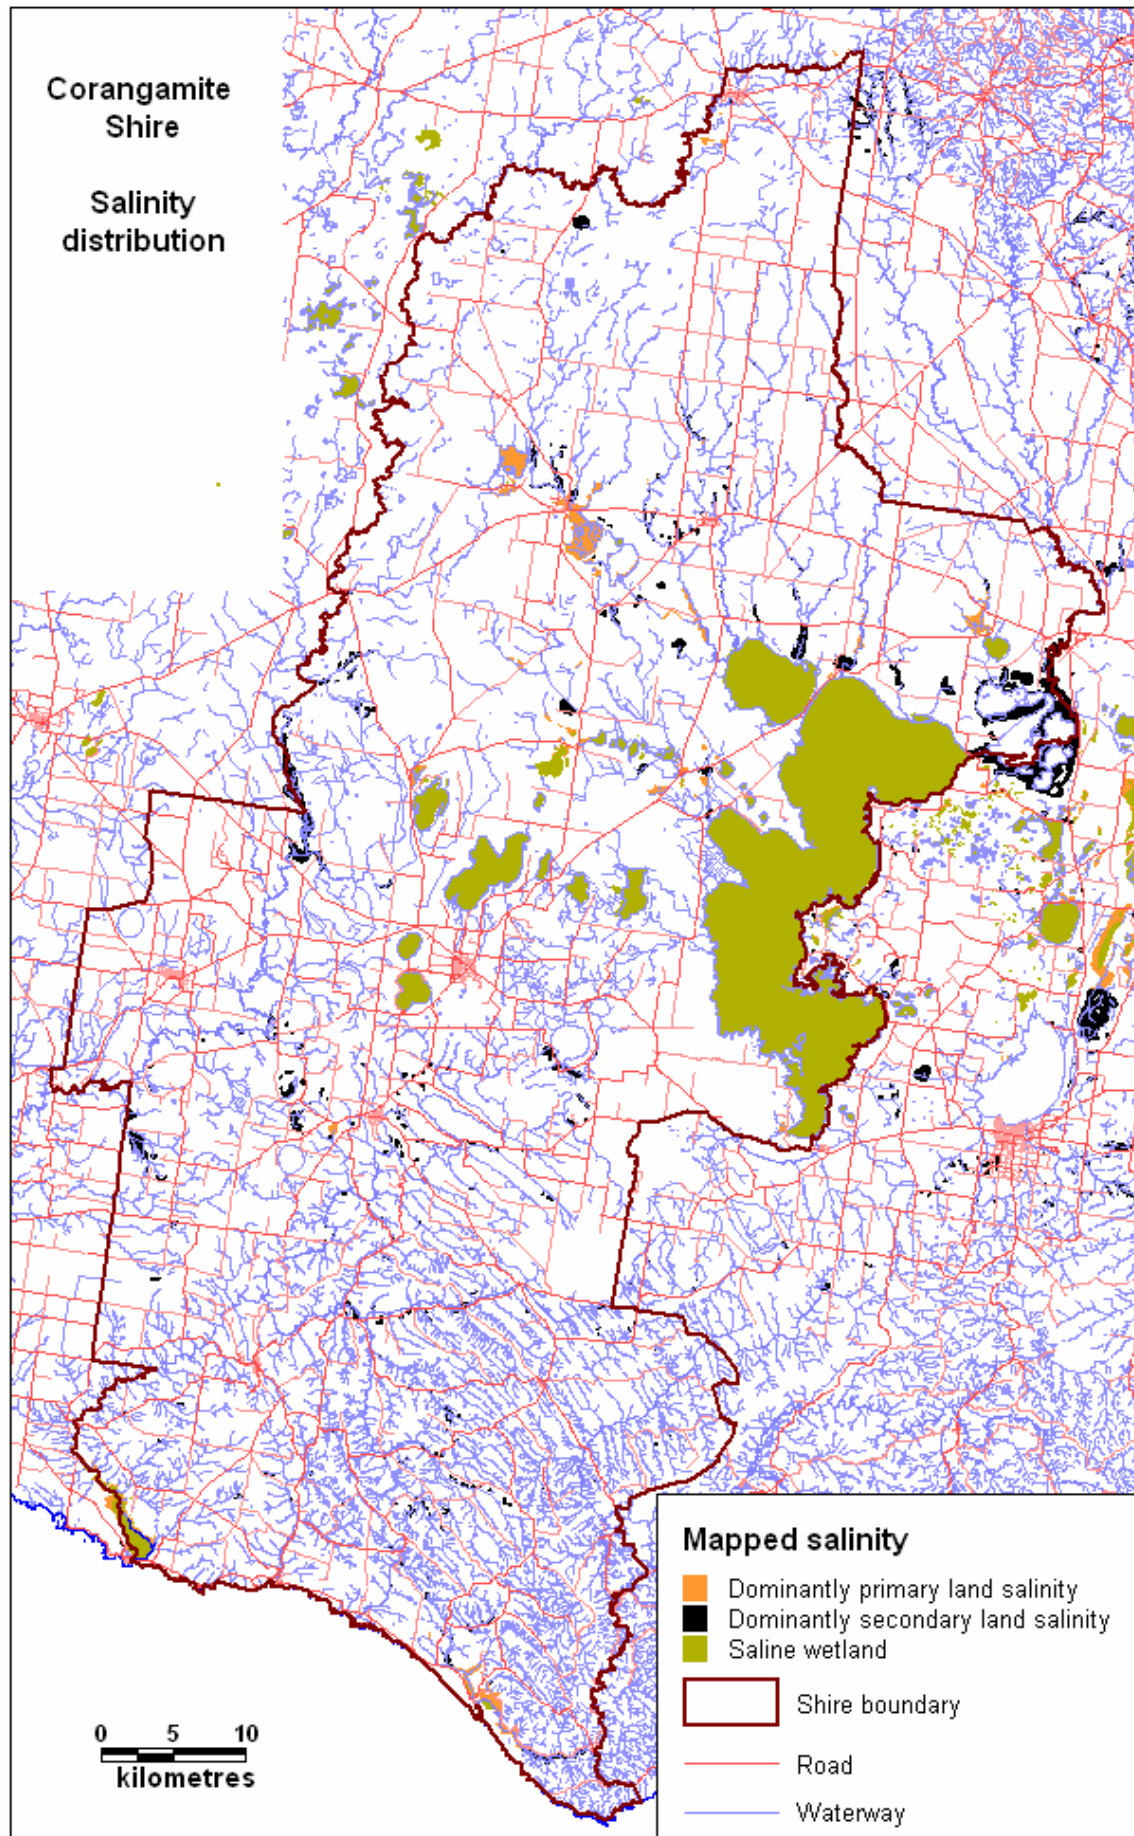 Corangamite
Shire
Salinity
distribution
Mapped salinity
Dominantly primary land salinity
Dominantly secondary land salinity
Saline wetland
Shire boundary
Road
Waterway
0 5 10
kilometres